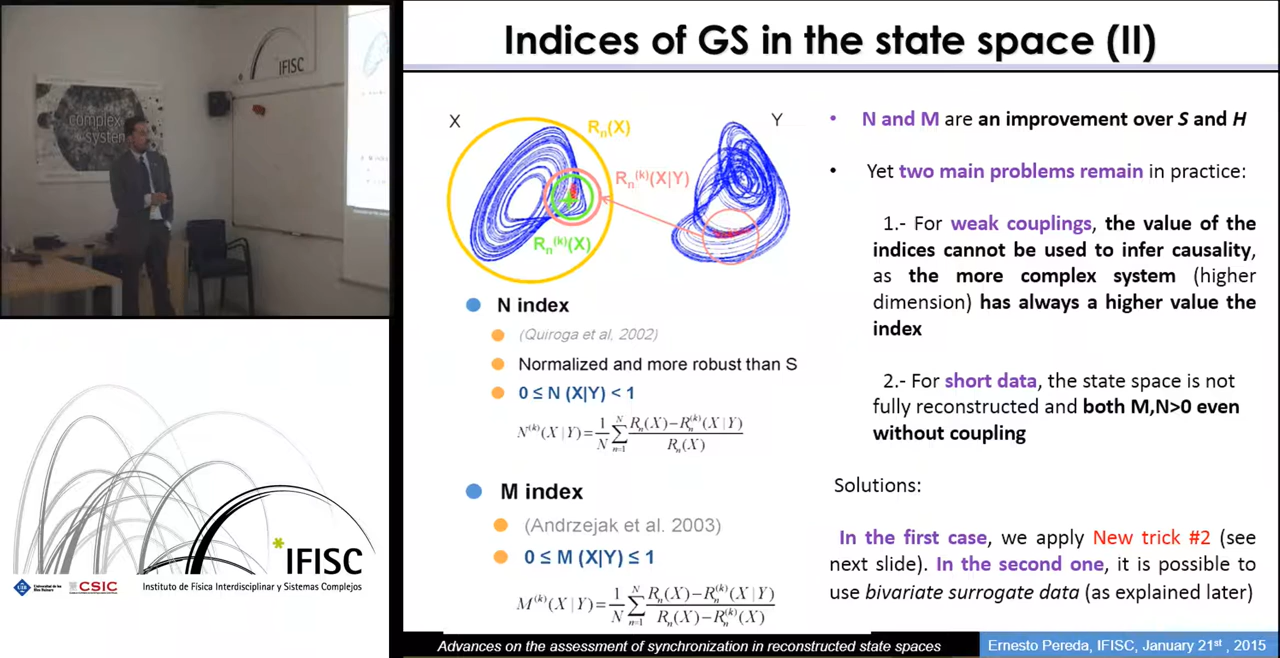 IFISC
complex
system
Indices of GS in the state space (II)
X
Rn(X)
Y
Rn(k)(X|Y)
Rn(k)(X)
N index
(Quiroga et al, 2002)
Normalized and more robust than S
0 ≤ N (X|Y) < 1
N(k)(X | Y) = 1/N ∑n=1N (Rn(X) − Rn(k)(X | Y)) / Rn(X)
M index
(Andrzejak et al. 2003)
0 ≤ M (X|Y) ≤ 1
M(k)(X | Y) = 1/N ∑n=1N (Rn(X) − Rn(k)(X | Y)) / (Rn(X) − Rn(k)(X))
• N and M are an improvement over S and H
• Yet two main problems remain in practice:
1.- For weak couplings, the value of the
indices cannot be used to infer causality,
as the more complex system (higher
dimension) has always a higher value the
index
2.- For short data, the state space is not
fully reconstructed and both M,N>0 even
without coupling
Solutions:
In the first case, we apply New trick #2 (see
next slide). In the second one, it is possible to
use bivariate surrogate data (as explained later)
*IFISC
UIB
CSIC
Instituto de Física Interdisciplinar y Sistemas Complejos
Advances on the assessment of synchronization in reconstructed state spaces
Ernesto Pereda, IFISC, January 21st , 2015